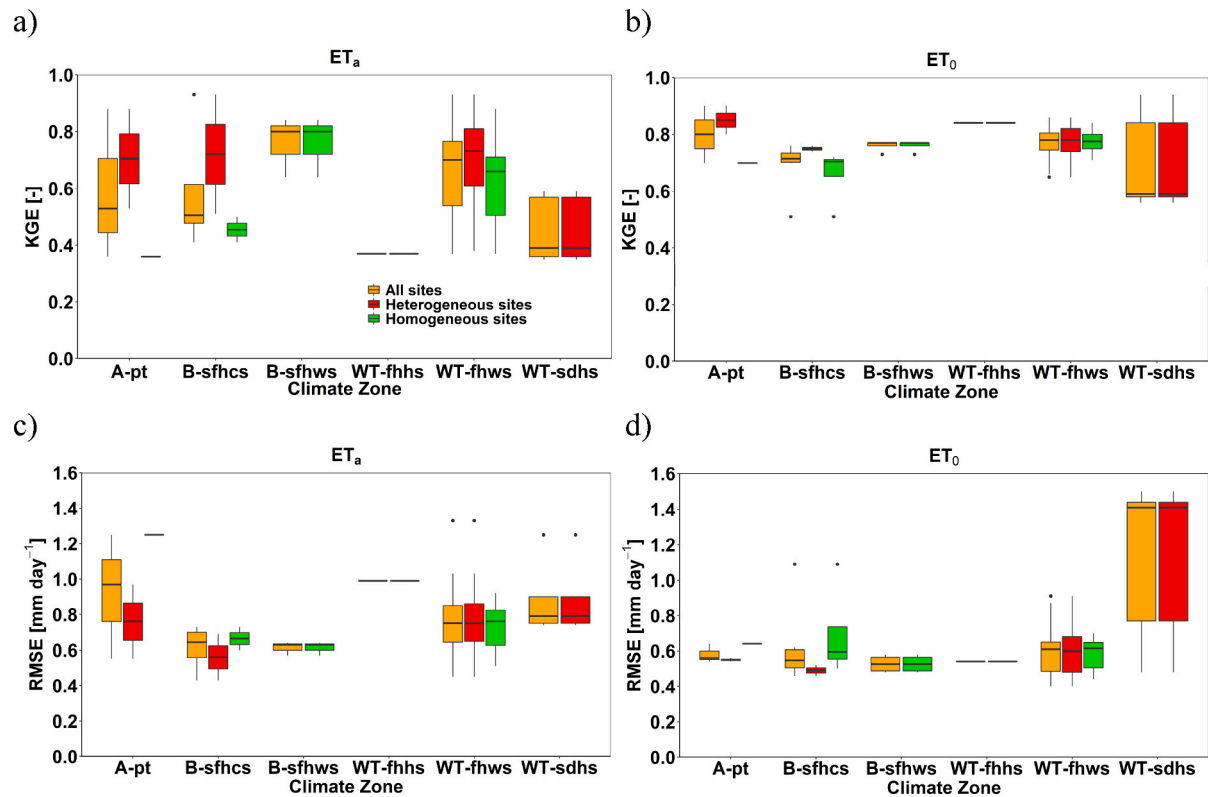 a)
ET_a
KGE [-]
1.0
0.8
0.6
0.4
0.2
0.0
All sites
Heterogeneous sites
Homogeneous sites
A-pt B-sfhcs B-sfhws WT-fhhs WT-fhws WT-sdhs
Climate Zone
b)
ET_0
KGE [-]
1.0
0.8
0.6
0.4
0.2
0.0
A-pt B-sfhcs B-sfhws WT-fhhs WT-fhws WT-sdhs
Climate Zone
c)
ET_a
RMSE [mm day⁻¹]
1.6
1.4
1.2
1.0
0.8
0.6
0.4
0.2
0.0
A-pt B-sfhcs B-sfhws WT-fhhs WT-fhws WT-sdhs
Climate Zone
d)
ET_0
RMSE [mm day⁻¹]
1.6
1.4
1.2
1.0
0.8
0.6
0.4
0.2
0.0
A-pt B-sfhcs B-sfhws WT-fhhs WT-fhws WT-sdhs
Climate Zone